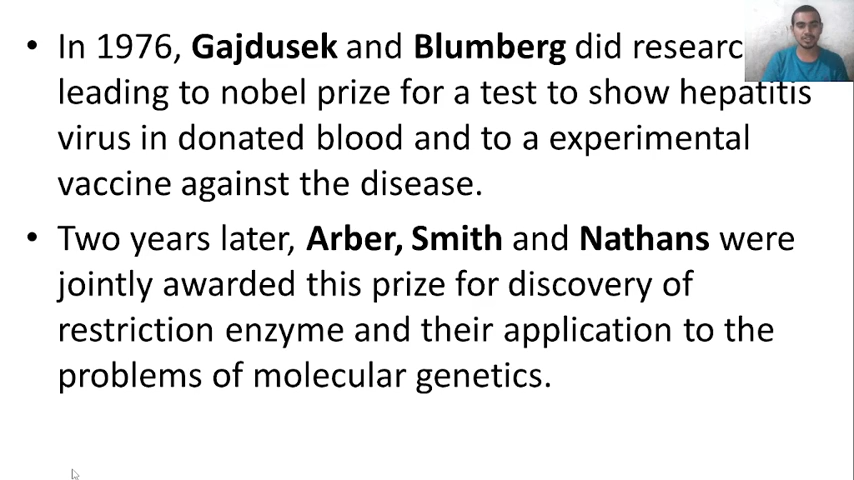 • In 1976, Gajdusek and Blumberg did researc
leading to nobel prize for a test to show hepatitis
virus in donated blood and to a experimental
vaccine against the disease.
• Two years later, Arber, Smith and Nathans were
jointly awarded this prize for discovery of
restriction enzyme and their application to the
problems of molecular genetics.